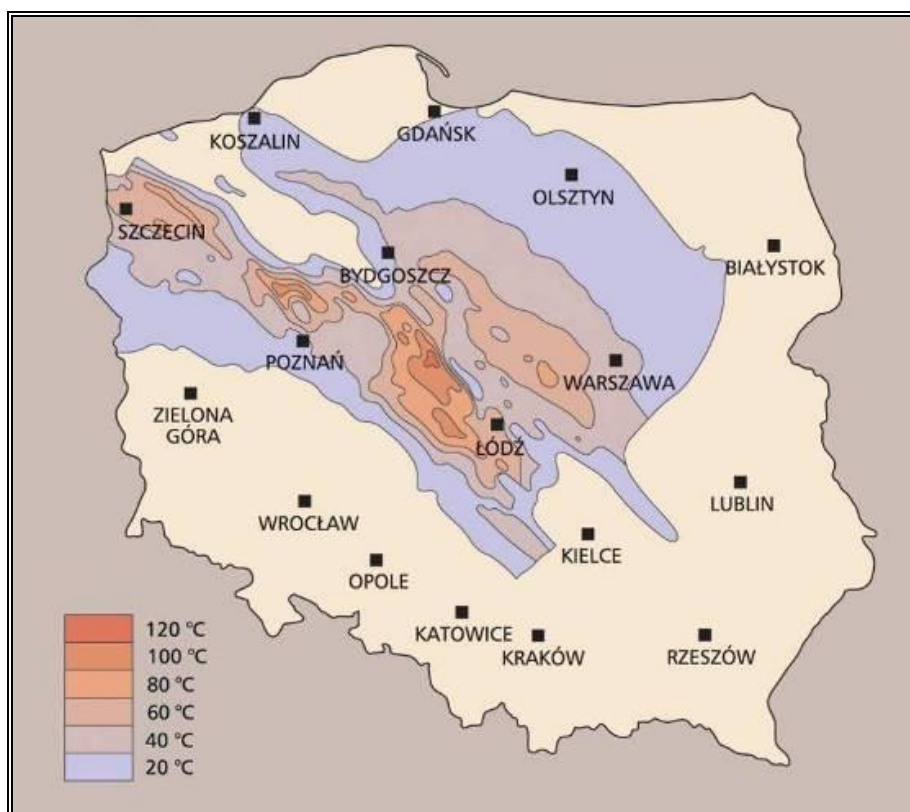 KOSZALIN
GDAŃSK
OLSZTYN
SZCZECIN
BYDGOSZCZ
BIAŁYSTOK
POZNAŃ
WARSZAWA
ZIELONA
GÓRA
ŁÓDŹ
LUBLIN
WROCŁAW
KIELCE
OPOLE
KATOWICE
KRAKÓW
RZESZÓW
120 °C
100 °C
80 °C
60 °C
40 °C
20 °C